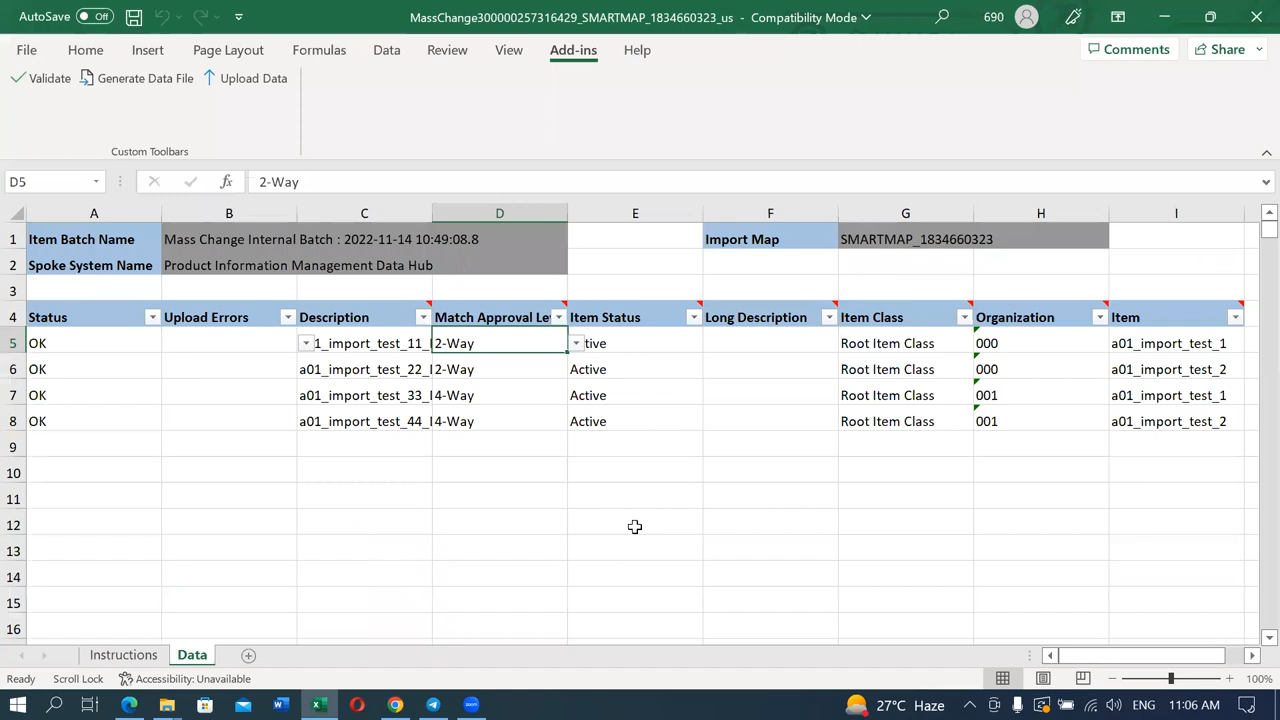 AutoSave Off MassChange300000257316429_SMARTMAP_1834660323_us - Compatibility Mode 690
File Home Insert Page Layout Formulas Data Review View Add-ins Help Comments Share
Validate Generate Data File Upload Data
Custom Toolbars
D5 fx 2-Way
A B C D E F G H I
1 Item Batch Name Mass Change Internal Batch : 2022-11-14 10:49:08.8 Import Map SMARTMAP_1834660323
2 Spoke System Name Product Information Management Data Hub
3
4 Status Upload Errors Description Match Approval Le Item Status Long Description Item Class Organization Item
5 OK 1_import_test_11_ 2-Way tive Root Item Class 000 a01_import_test_1
6 OK a01_import_test_22_ 2-Way Active Root Item Class 000 a01_import_test_2
7 OK a01_import_test_33_ 4-Way Active Root Item Class 001 a01_import_test_1
8 OK a01_import_test_44_ 4-Way Active Root Item Class 001 a01_import_test_2
9
10
11
12
13
14
15
16
Instructions Data
Ready Scroll Lock Accessibility: Unavailable 100%
27°C Haze 11:06 AM